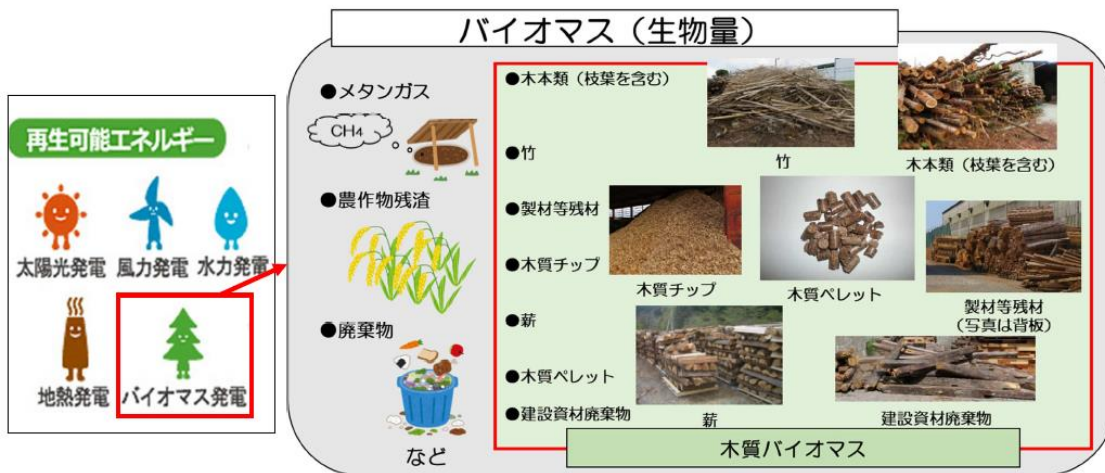 バイオマス（生物量）
再生可能エネルギー
太陽光発電 風力発電 水力発電
地熱発電 バイオマス発電
●メタンガス
CH4
●農作物残渣
●廃棄物
など
●木本類（枝葉を含む）
●竹
●製材等残材
●木質チップ
●薪
●木質ペレット
●建設資材廃棄物
竹
木本類（枝葉を含む）
木質チップ
木質ペレット
製材等残材
（写真は背板）
薪
建設資材廃棄物
木質バイオマス